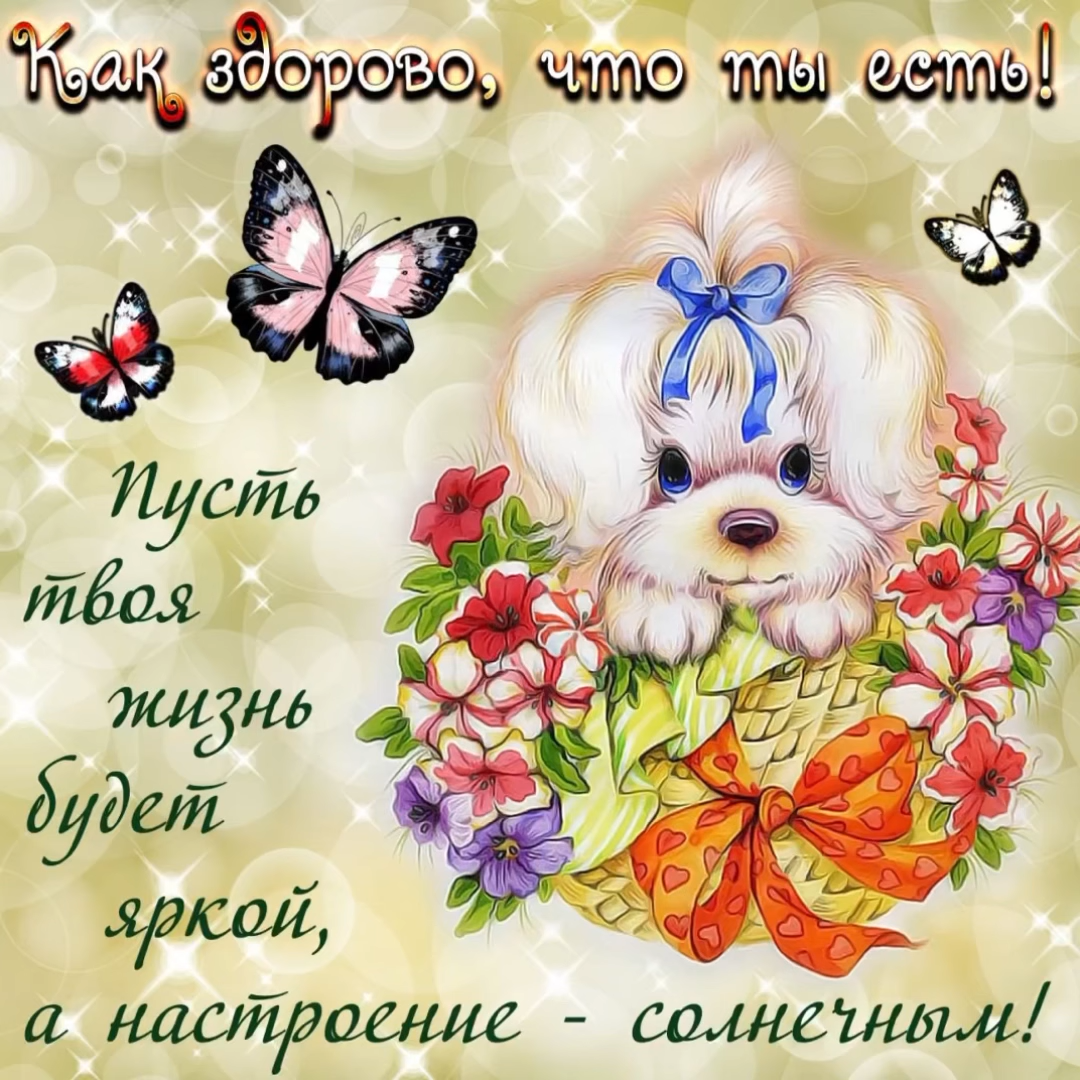 Как здорово, что ты есть!
Пусть
твоя
жизнь
будет
яркой,
а настроение - солнечным!